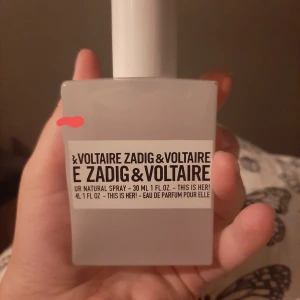 &VOLTAIRE ZADIG&VOLTAIRE
E ZADIG&VOLTAIRE
UR NATURAL SPRAY - 30 ML 1 FL OZ. - THIS IS HER!
ML 1 FL OZ. - THIS IS HER! - EAU DE PARFUM POUR ELLE